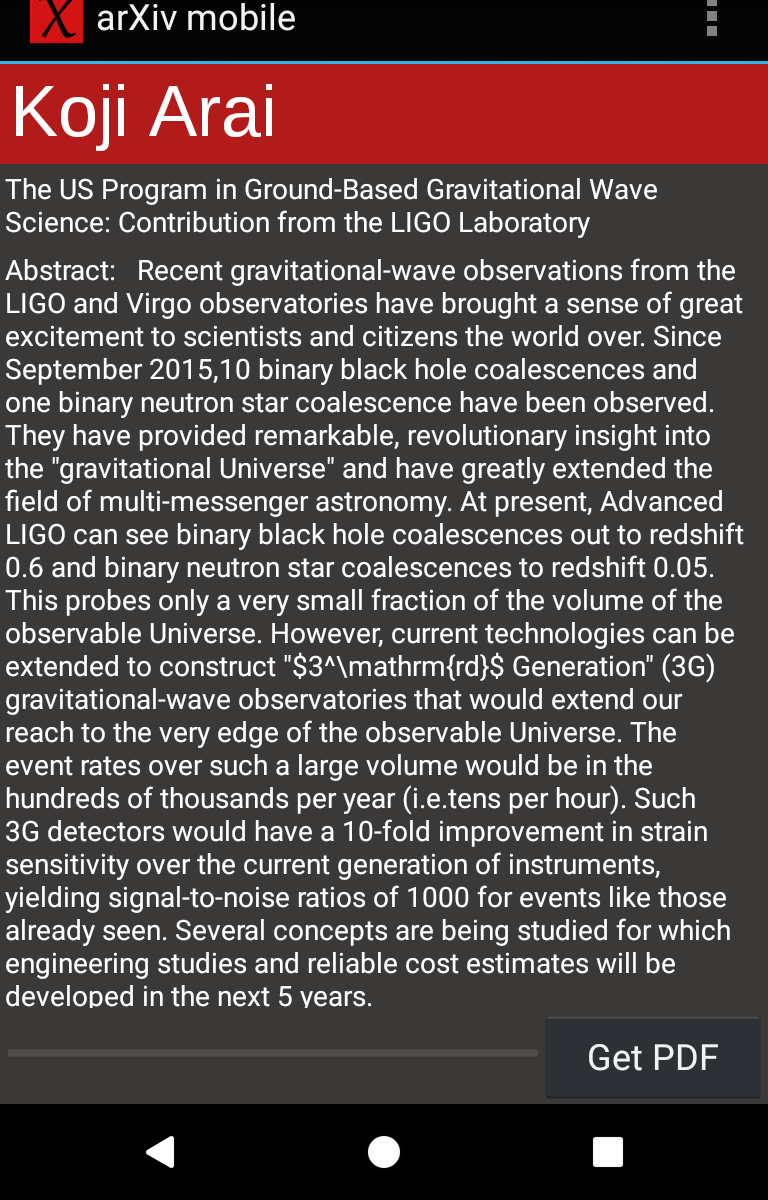 arXiv mobile
Koji Arai
The US Program in Ground-Based Gravitational Wave
Science: Contribution from the LIGO Laboratory
Abstract:   Recent gravitational-wave observations from the
LIGO and Virgo observatories have brought a sense of great
excitement to scientists and citizens the world over. Since
September 2015,10 binary black hole coalescences and
one binary neutron star coalescence have been observed.
They have provided remarkable, revolutionary insight into
the "gravitational Universe" and have greatly extended the
field of multi-messenger astronomy. At present, Advanced
LIGO can see binary black hole coalescences out to redshift
0.6 and binary neutron star coalescences to redshift 0.05.
This probes only a very small fraction of the volume of the
observable Universe. However, current technologies can be
extended to construct "$3^\mathrm{rd}$ Generation" (3G)
gravitational-wave observatories that would extend our
reach to the very edge of the observable Universe. The
event rates over such a large volume would be in the
hundreds of thousands per year (i.e.tens per hour). Such
3G detectors would have a 10-fold improvement in strain
sensitivity over the current generation of instruments,
yielding signal-to-noise ratios of 1000 for events like those
already seen. Several concepts are being studied for which
engineering studies and reliable cost estimates will be
developed in the next 5 years.
Get PDF